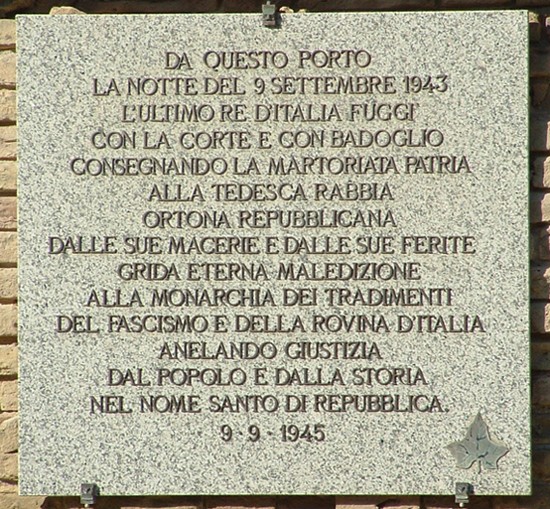 DA QUESTO PORTO
LA NOTTE DEL 9 SETTEMBRE 1943
L'ULTIMO RE D'ITALIA FUGGI'
CON LA CORTE E CON BADOGLIO
CONSEGNANDO LA MARTORIATA PATRIA
ALLA TEDESCA RABBIA
ORTONA REPUBBLICANA
DALLE SUE MACERIE E DALLE SUE FERITE
GRIDA ETERNA MALEDIZIONE
ALLA MONARCHIA DEI TRADIMENTI
DEL FASCISMO E DELLA ROVINA D'ITALIA
ANELANDO GIUSTIZIA
DAL POPOLO E DALLA STORIA
NEL NOME SANTO DI REPUBBLICA.
9-9-1945